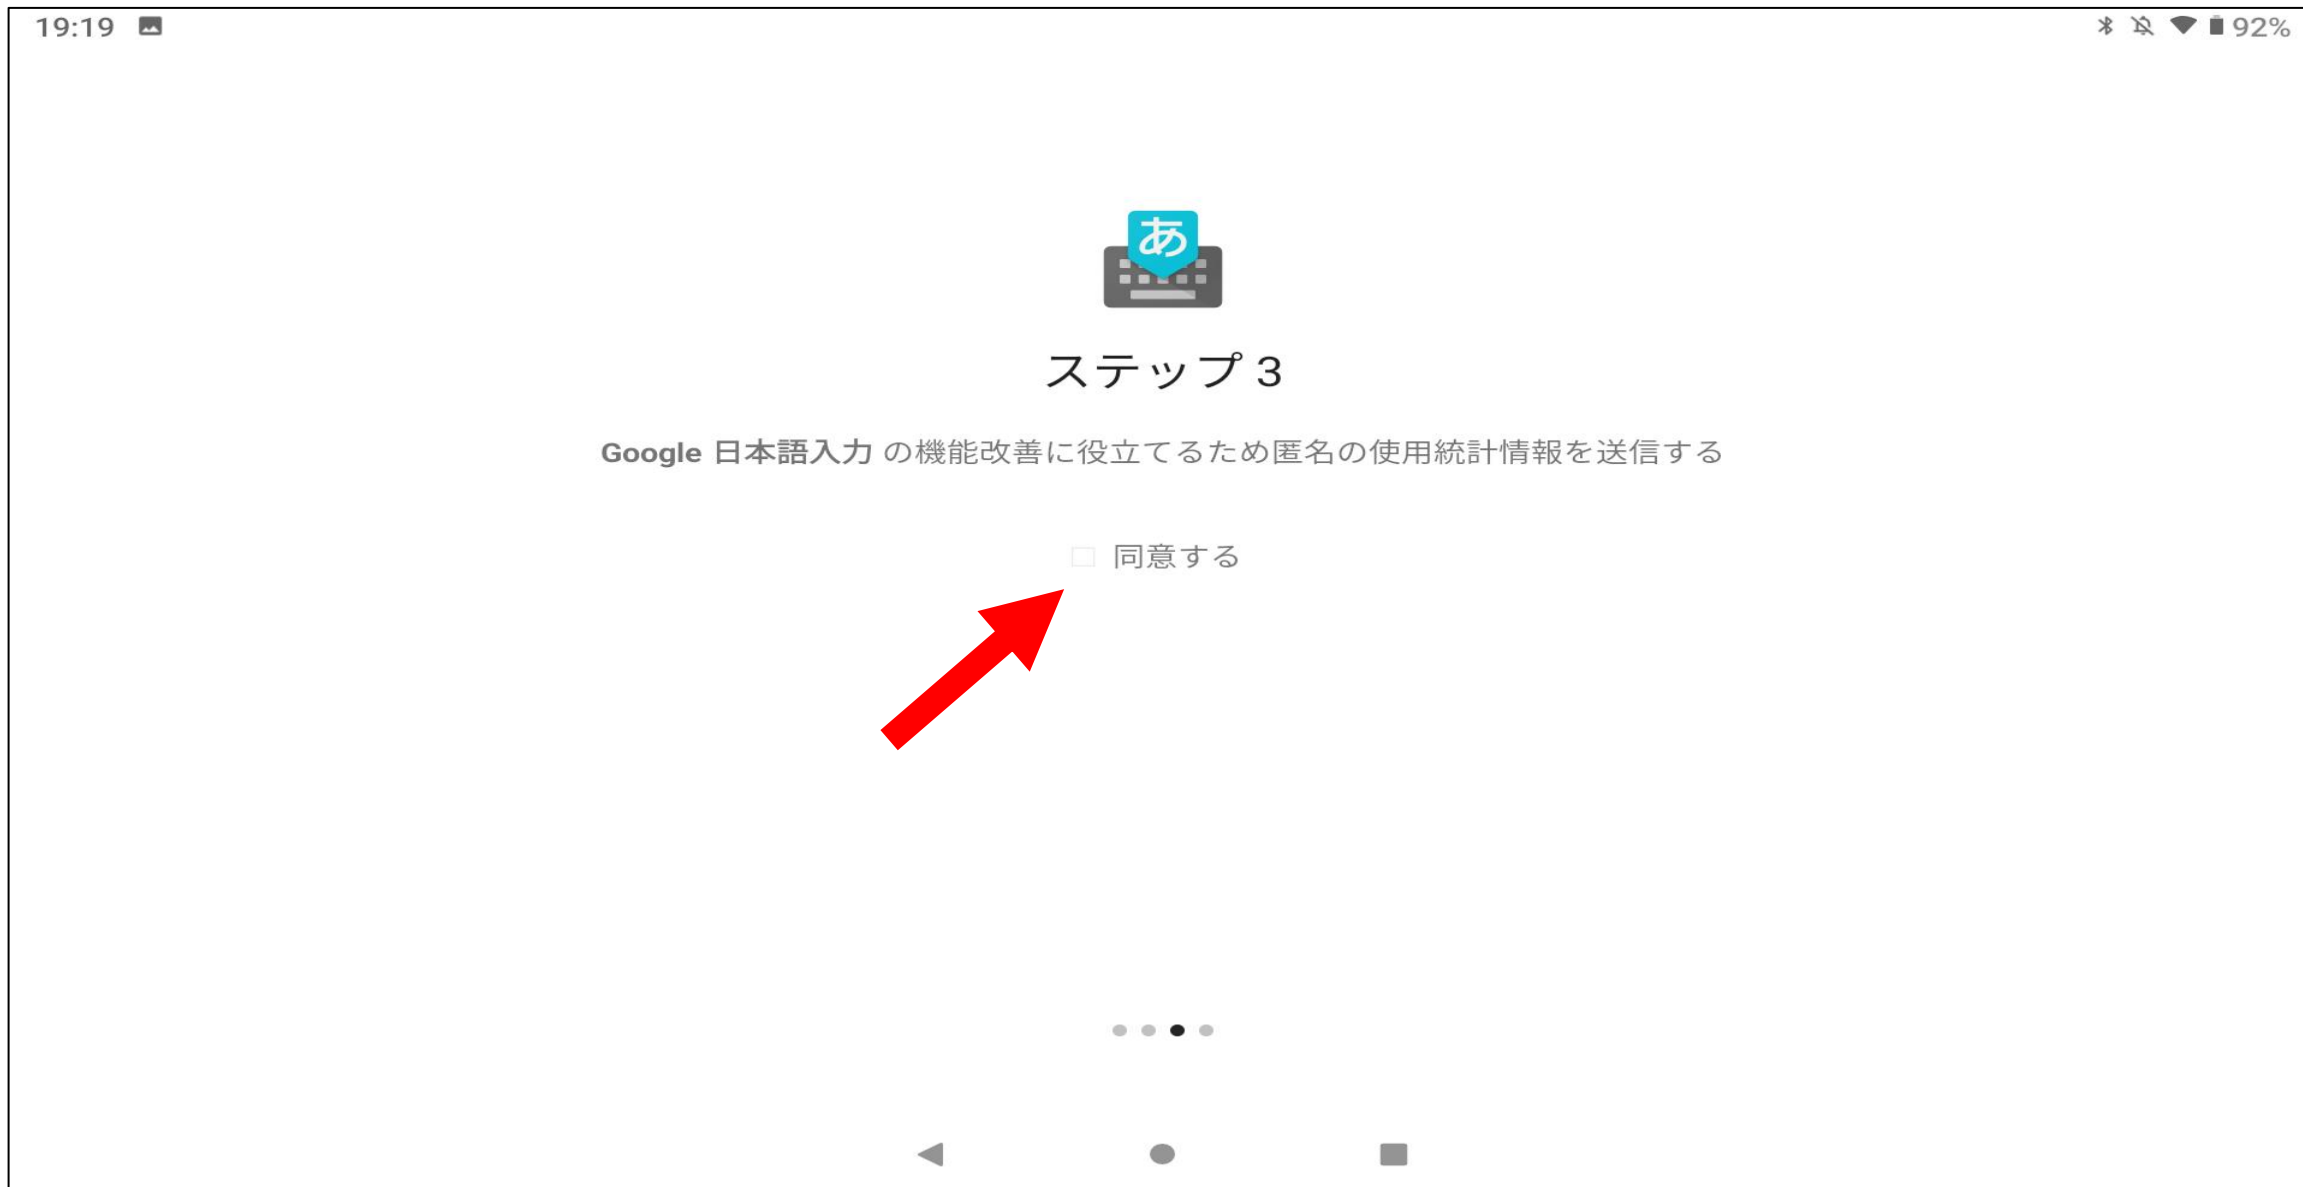 19:19
92%
あ
ステップ 3
Google 日本語入力 の機能改善に役立てるため匿名の使用統計情報を送信する
同意する